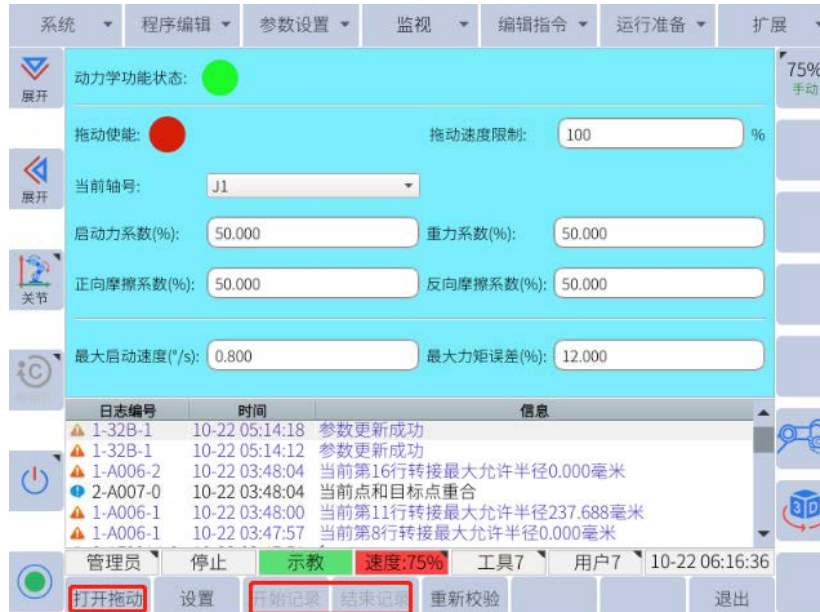 系统 程序编辑 参数设置 监视 编辑指令 运行准备 扩展
展开
动力学功能状态:
75%
手动
拖动使能: 拖动速度限制: 100 %
展开
当前轴号: J1
启动力系数(%): 50.000 重力系数(%): 50.000
关节
正向摩擦系数(%): 50.000 反向摩擦系数(%): 50.000
最大启动速度(°/s): 0.800 最大力矩误差(%): 12.000
日志编号 时间 信息
1-32B-1 10-22 05:14:18 参数更新成功
1-32B-1 10-22 05:14:12 参数更新成功
1-A006-2 10-22 03:48:04 当前第16行转接最大允许半径0.000毫米
2-A007-0 10-22 03:48:04 当前点和目标点重合
1-A006-1 10-22 03:48:00 当前第11行转接最大允许半径237.688毫米
1-A006-1 10-22 03:47:57 当前第8行转接最大允许半径0.000毫米
3D
管理员 停止 示教 速度:75% 工具7 用户7 10-22 06:16:36
打开拖动 设置 开始记录 结束记录 重新校验 退出